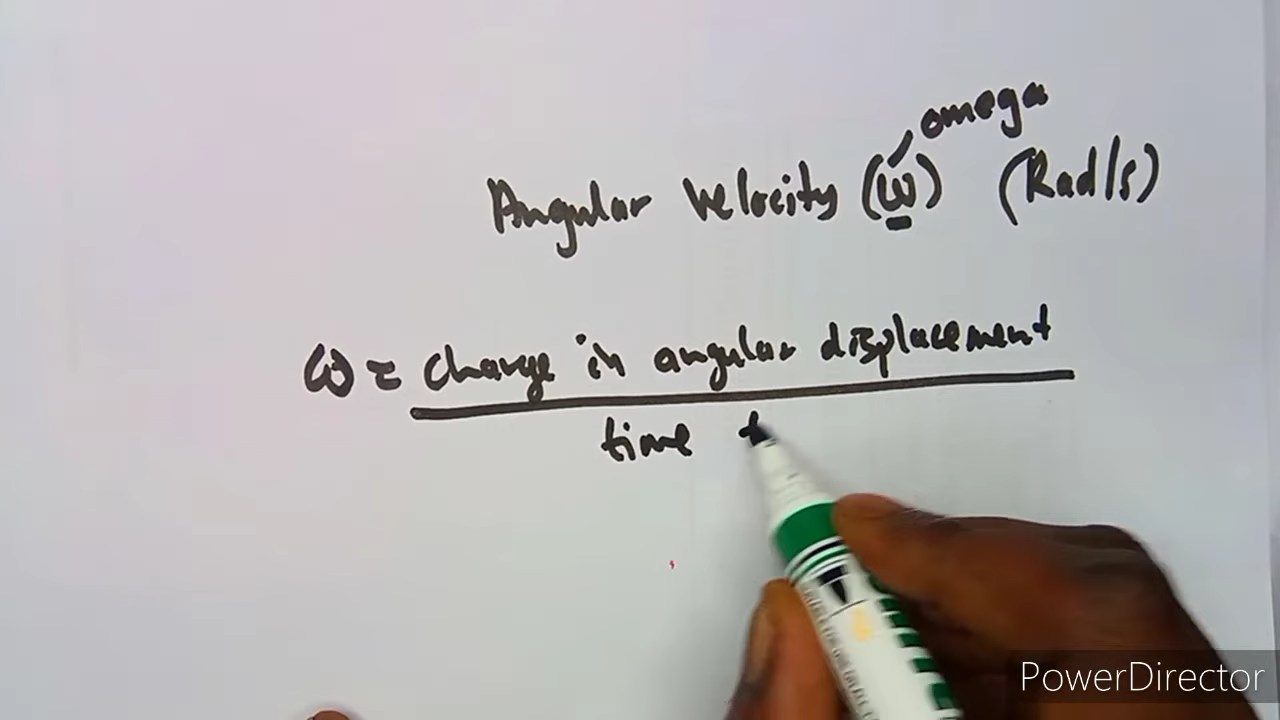 omega
Angular Velocity (ω) (Rad/s)
ω = change in angular displacement
time t
PowerDirector